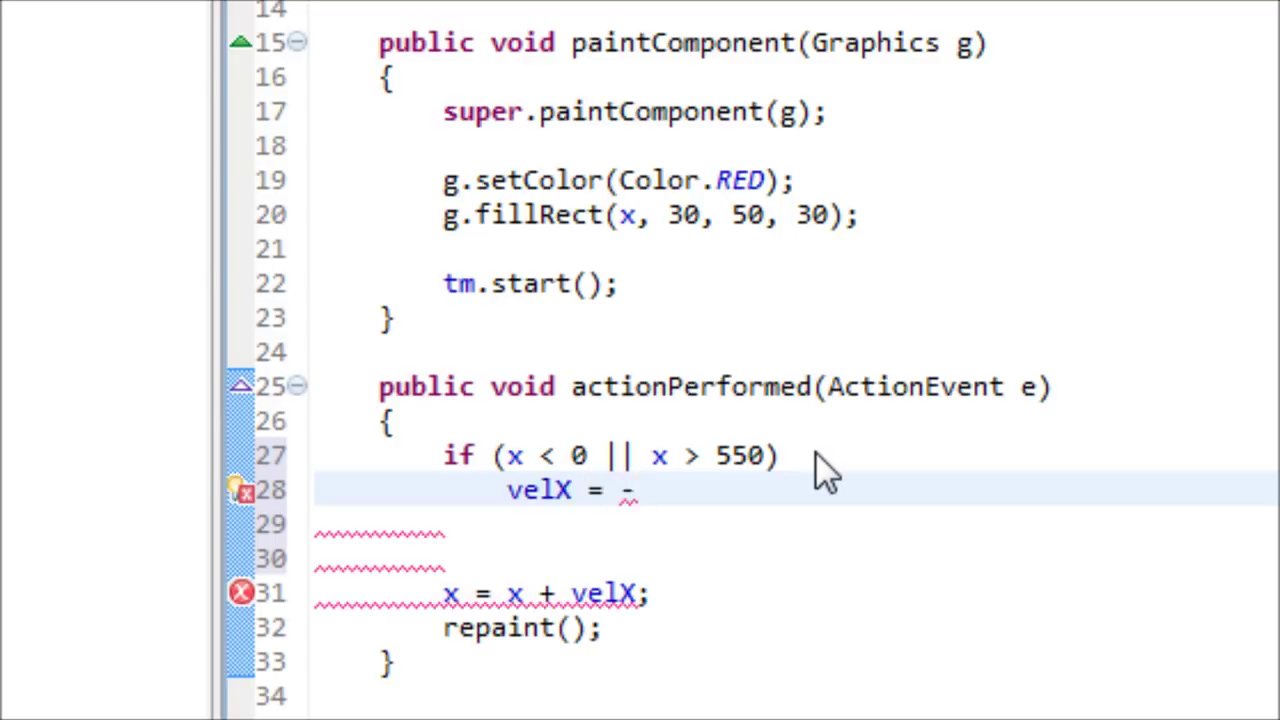 14
15 public void paintComponent(Graphics g)
16 {
17 super.paintComponent(g);
18
19 g.setColor(Color.RED);
20 g.fillRect(x, 30, 50, 30);
21
22 tm.start();
23 }
24
25 public void actionPerformed(ActionEvent e)
26 {
27 if (x < 0 || x > 550)
28 velX = -
29
30
31 x = x + velX;
32 repaint();
33 }
34